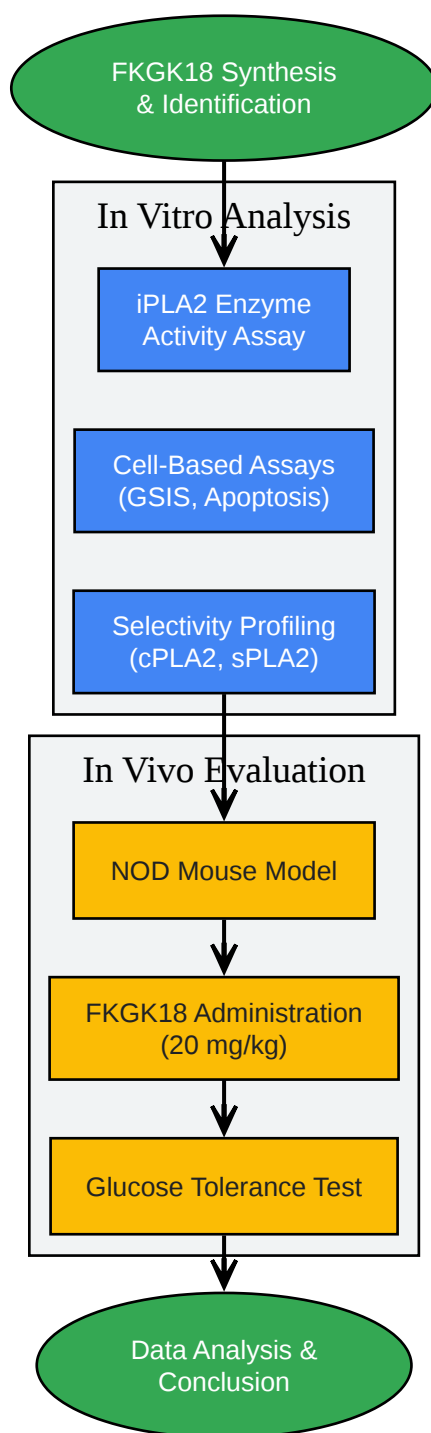 FKGK18 Synthesis
& Identification
In Vitro Analysis
iPLA2 Enzyme
Activity Assay
Cell-Based Assays
(GSIS, Apoptosis)
Selectivity Profiling
(cPLA2, sPLA2)
In Vivo Evaluation
NOD Mouse Model
FKGK18 Administration
(20 mg/kg)
Glucose Tolerance Test
Data Analysis &
Conclusion